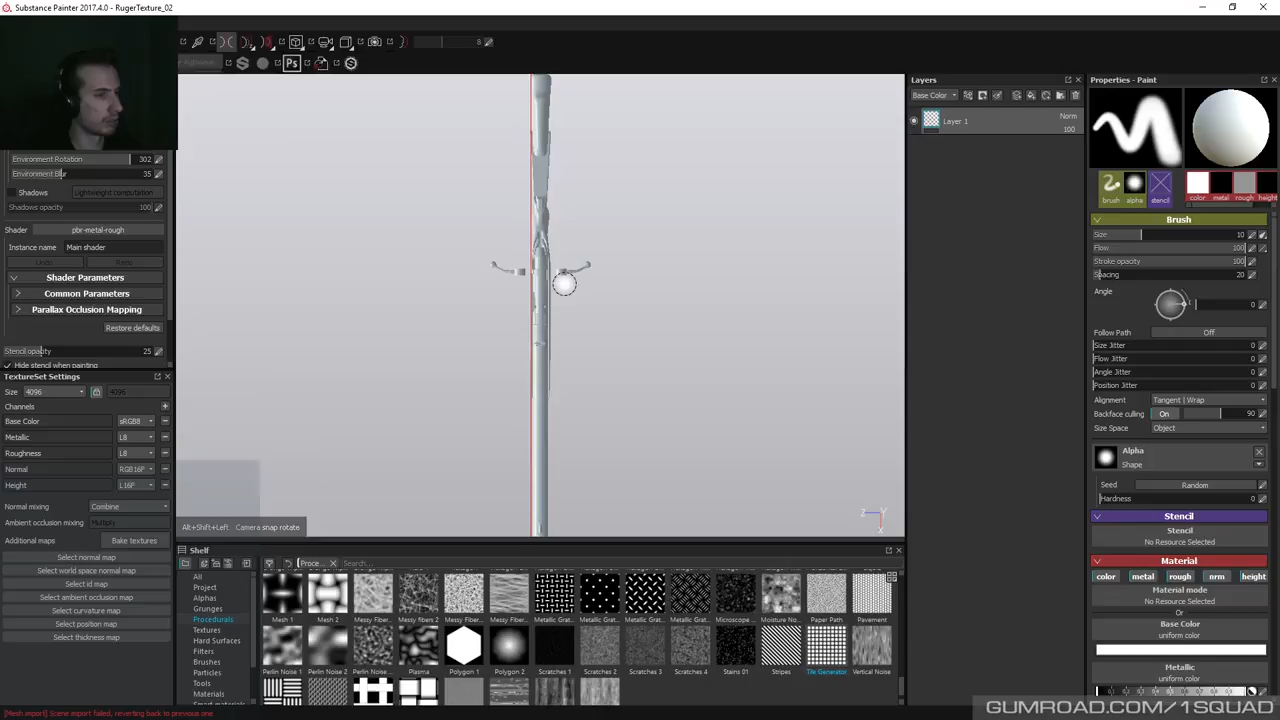 Substance Painter 2017.4.0 - RugerTexture_02
8
Ps
Environment Rotation 302
Environment Blur 35
Shadows Lightweight computation
Shadows opacity 100
Shader pbr-metal-rough
Instance name Main shader
Undo Redo
Shader Parameters
Common Parameters
Parallax Occlusion Mapping
Restore defaults
Stencil opacity 25
Hide stencil when painting
TextureSet Settings
Size 4096 4096
Channels
Base Color sRGB8
Metallic L8
Roughness L8
Normal RGB16F
Height L16F
Normal mixing Combine
Ambient occlusion mixing Multiply
Additional maps Bake textures
Select normal map
Select world space normal map
Select id map
Select ambient occlusion map
Select curvature map
Select position map
Select thickness map
[Mesh import] Scene import failed, reverting back to previous one
Alt+Shift+Left Camera snap rotate
Z Y
X
Shelf
Proce... Search...
All
Project
Alphas
Grunges
Procedurals
Textures
Hard Surfaces
Filters
Brushes
Particles
Tools
Materials
Smart materials
Mesh 1 Mesh 2 Messy Fiber... Messy fibers 2 Messy Fiber... Messy Fiber... Metallic Grat... Metallic Grat... Metallic Grat... Metallic Grat... Microscope ... Moisture No... Paper Path Pavement
Perlin Noise 1 Perlin Noise 2 Perlin Noise ... Plasma Polygon 1 Polygon 2 Scratches 1 Scratches 2 Scratches 3 Scratches 4 Stains 01 Stripes Tile Generator Vertical Noise
Layers
Base Color
Layer 1 Norm
100
Properties - Paint
brush alpha stencil color metal rough height
Brush
Size 10
Flow 100
Stroke opacity 100
Spacing 20
Angle 0
Follow Path Off
Size Jitter 0
Flow Jitter 0
Angle Jitter 0
Position Jitter 0
Alignment Tangent | Wrap
Backface culling On 90
Size Space Object
Alpha
Shape
Seed Random
Hardness 0
Stencil
Stencil
No Resource Selected
Material
color metal rough nrm height
Material mode
No Resource Selected
Or
Base Color
uniform color
Metallic
uniform color
GUMROAD.COM/1SQUAD